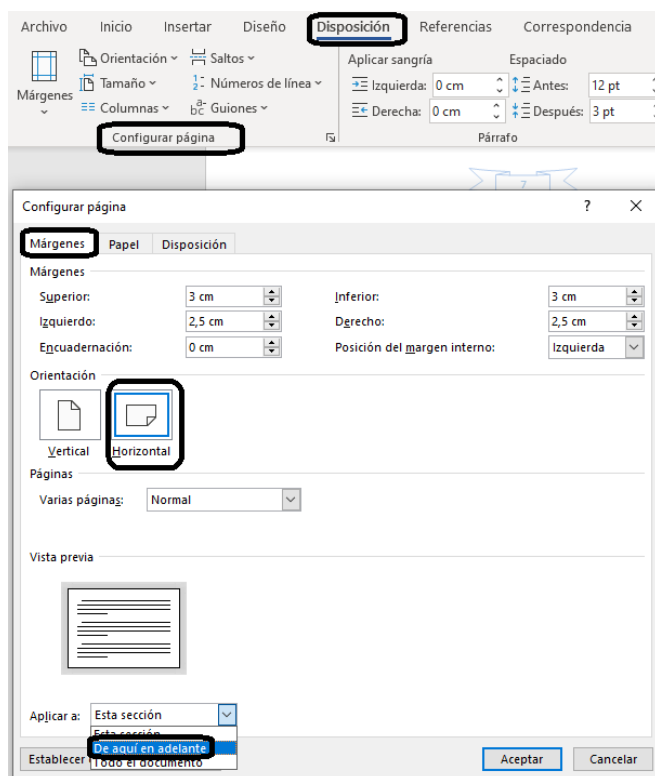 Archivo Inicio Insertar Diseño Disposición Referencias Correspondencia
Orientación Saltos Aplicar sangría Espaciado
Tamaño Números de línea Izquierda: 0 cm Antes: 12 pt
Márgenes
Columnas Guiones Derecha: 0 cm Después: 3 pt
Configurar página Párrafo
7
Configurar página ? X
Márgenes Papel Disposición
Márgenes
Superior: 3 cm Inferior: 3 cm
Izquierdo: 2,5 cm Derecho: 2,5 cm
Encuadernación: 0 cm Posición del margen interno: Izquierda
Orientación
Vertical Horizontal
Páginas
Varias páginas: Normal
Vista previa
Aplicar a: Esta sección
Esta sección
De aquí en adelante
Todo el documento
Establecer Aceptar Cancelar